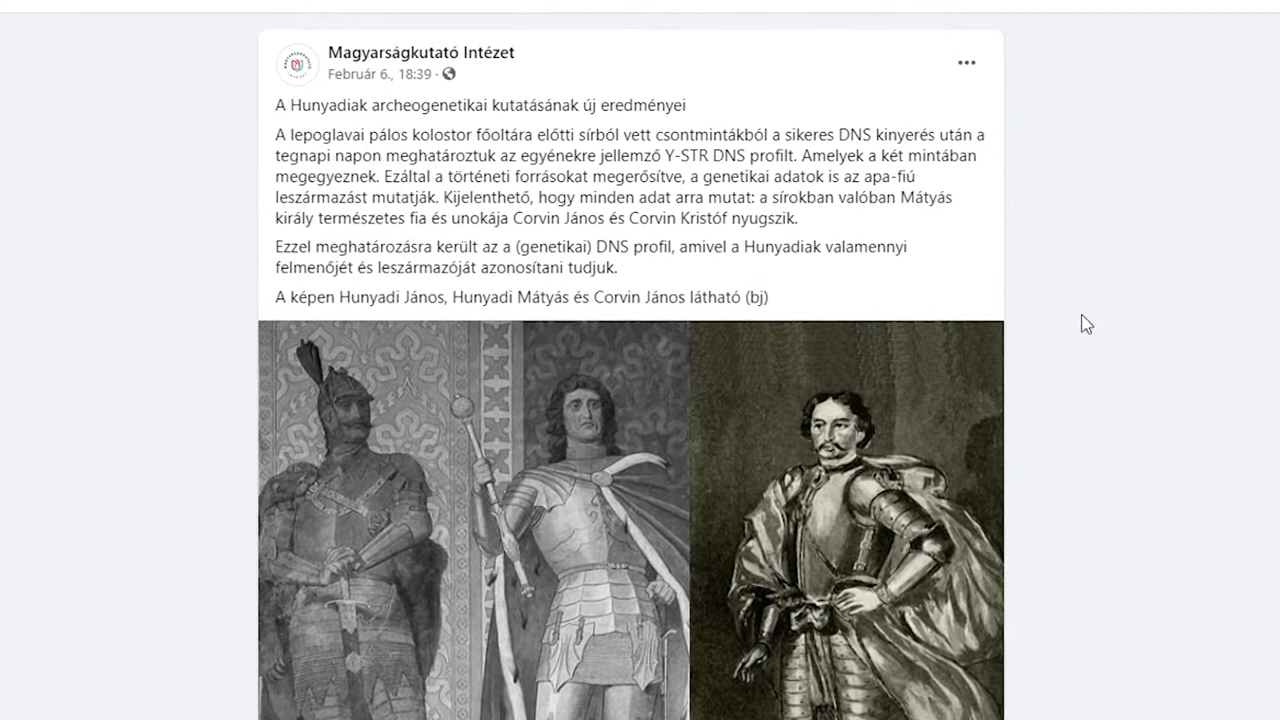 Magyarságkutató Intézet
Február 6., 18:39 ·
A Hunyadiak archeogenetikai kutatásának új eredményei
A lepoglavai pálos kolostor főoltára előtti sírból vett csontmintákból a sikeres DNS kinyerés után a
tegnapi napon meghatároztuk az egyénekre jellemző Y-STR DNS profilt. Amelyek a két mintában
megegyeznek. Ezáltal a történeti forrásokat megerősítve, a genetikai adatok is az apa-fiú
leszármazást mutatják. Kijelenthető, hogy minden adat arra mutat: a sírokban valóban Mátyás
király természetes fia és unokája Corvin János és Corvin Kristóf nyugszik.
Ezzel meghatározásra került az a (genetikai) DNS profil, amivel a Hunyadiak valamennyi
felmenőjét és leszármazóját azonosítani tudjuk.
A képen Hunyadi János, Hunyadi Mátyás és Corvin János látható (bj)